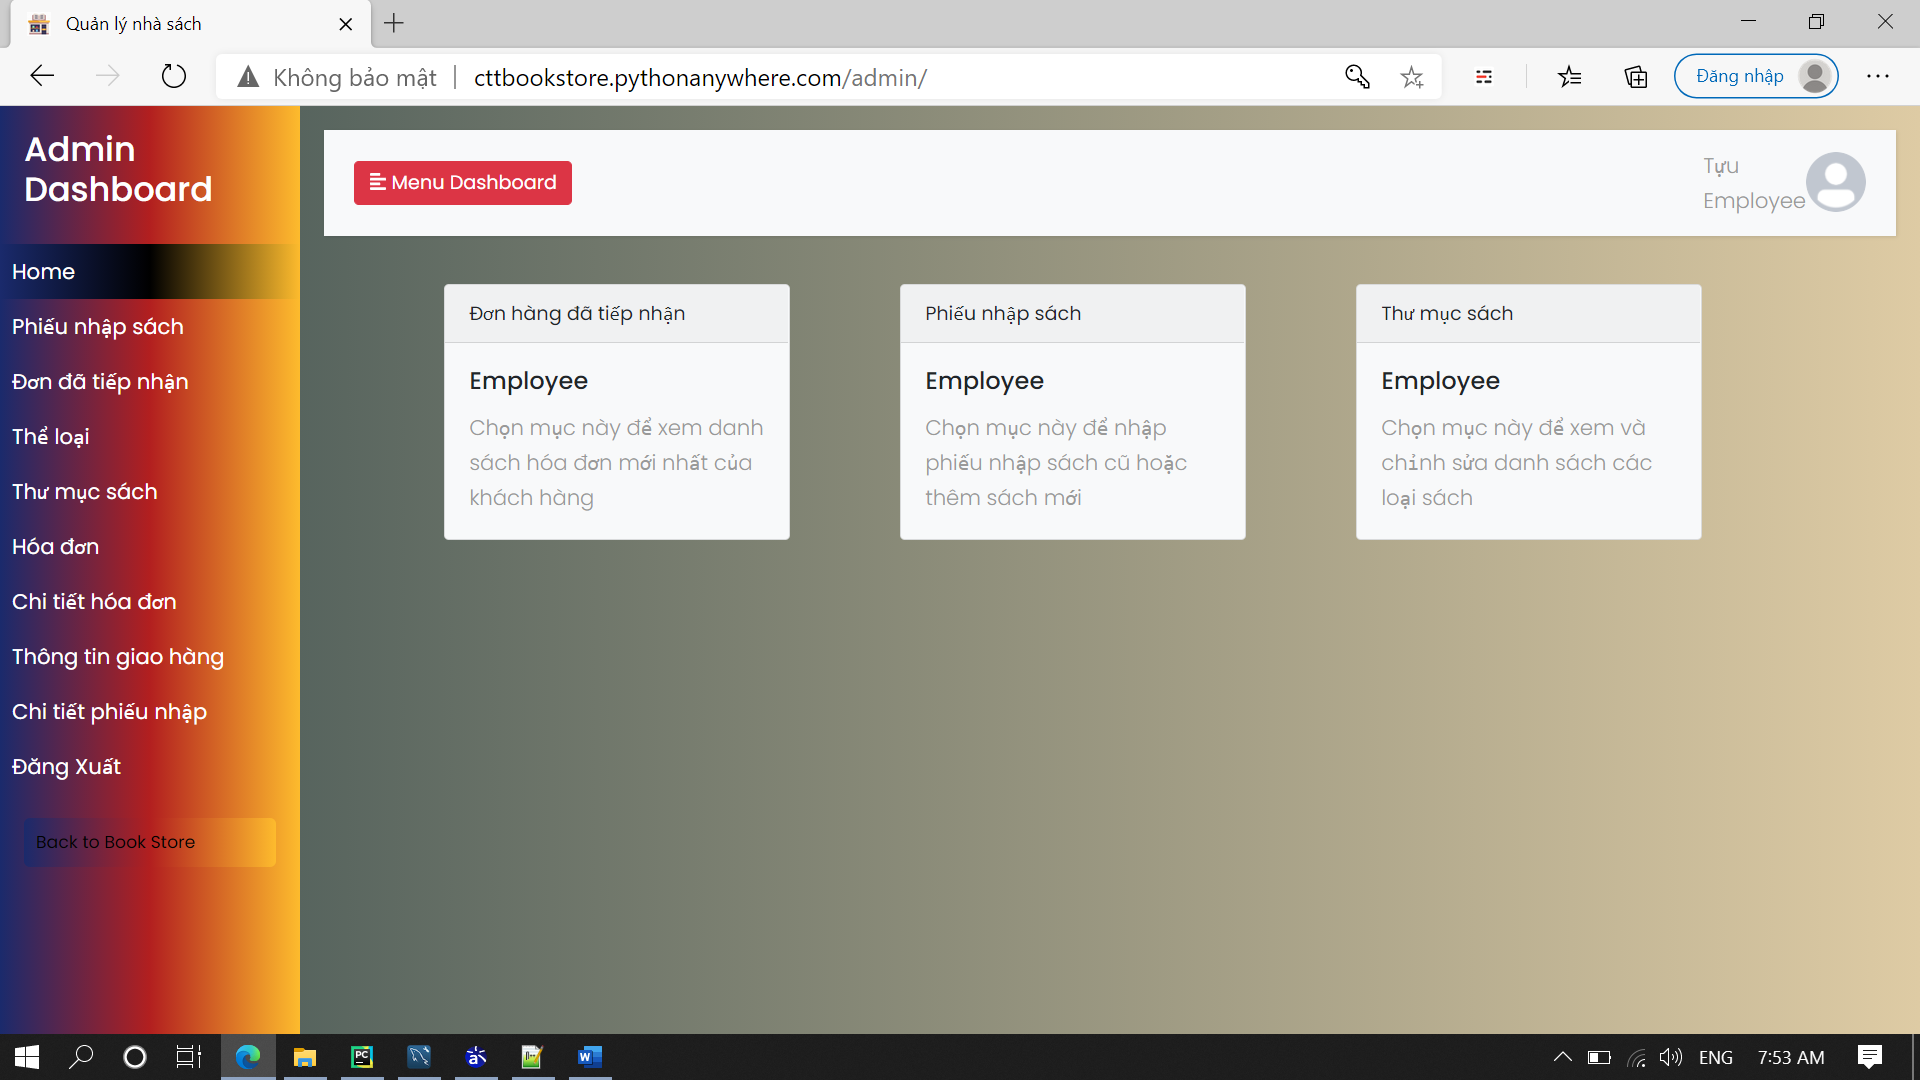 Quản lý nhà sách
Không bảo mật
cttbookstore.pythonanywhere.com/admin/
Đăng nhập
Admin
Dashboard
Home
Phiếu nhập sách
Đơn đã tiếp nhận
Thể loại
Thư mục sách
Hóa đơn
Chi tiết hóa đơn
Thông tin giao hàng
Chi tiết phiếu nhập
Đăng Xuất
Back to Book Store
Menu Dashboard
Tựu
Employee
Đơn hàng đã tiếp nhận
Employee
Chọn mục này để xem danh
sách hóa đơn mới nhất của
khách hàng
Phiếu nhập sách
Employee
Chọn mục này để nhập
phiếu nhập sách cũ hoặc
thêm sách mới
Thư mục sách
Employee
Chọn mục này để xem và
chỉnh sửa danh sách các
loại sách
ENG
7:53 AM